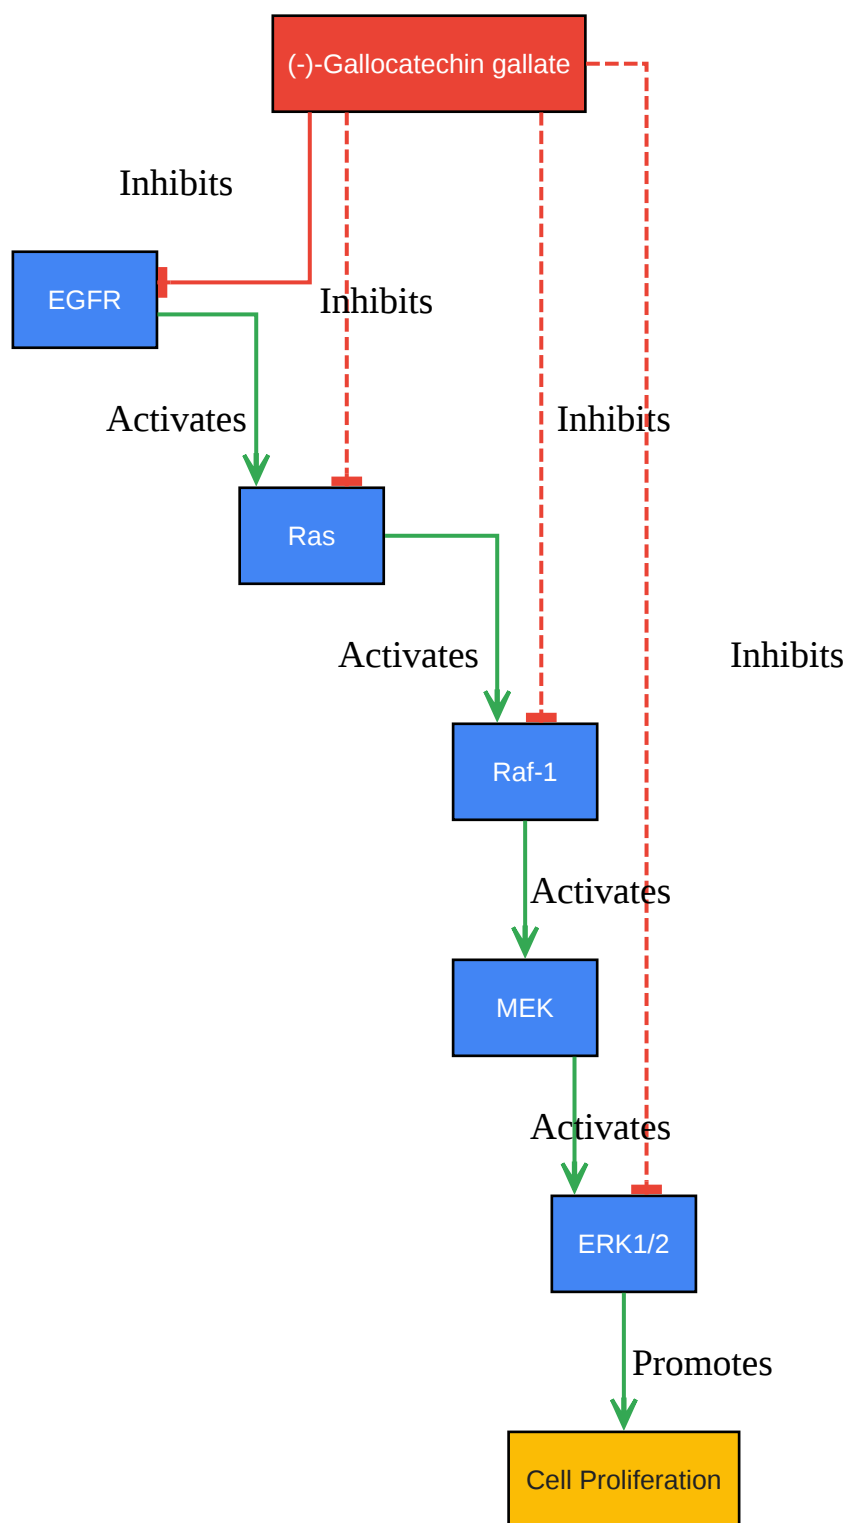 (-)-Gallocatechin gallate
Inhibits
EGFR
Inhibits
Activates
Inhibits
Ras
Activates
Inhibits
Raf-1
Activates
MEK
Activates
ERK1/2
Promotes
Cell Proliferation